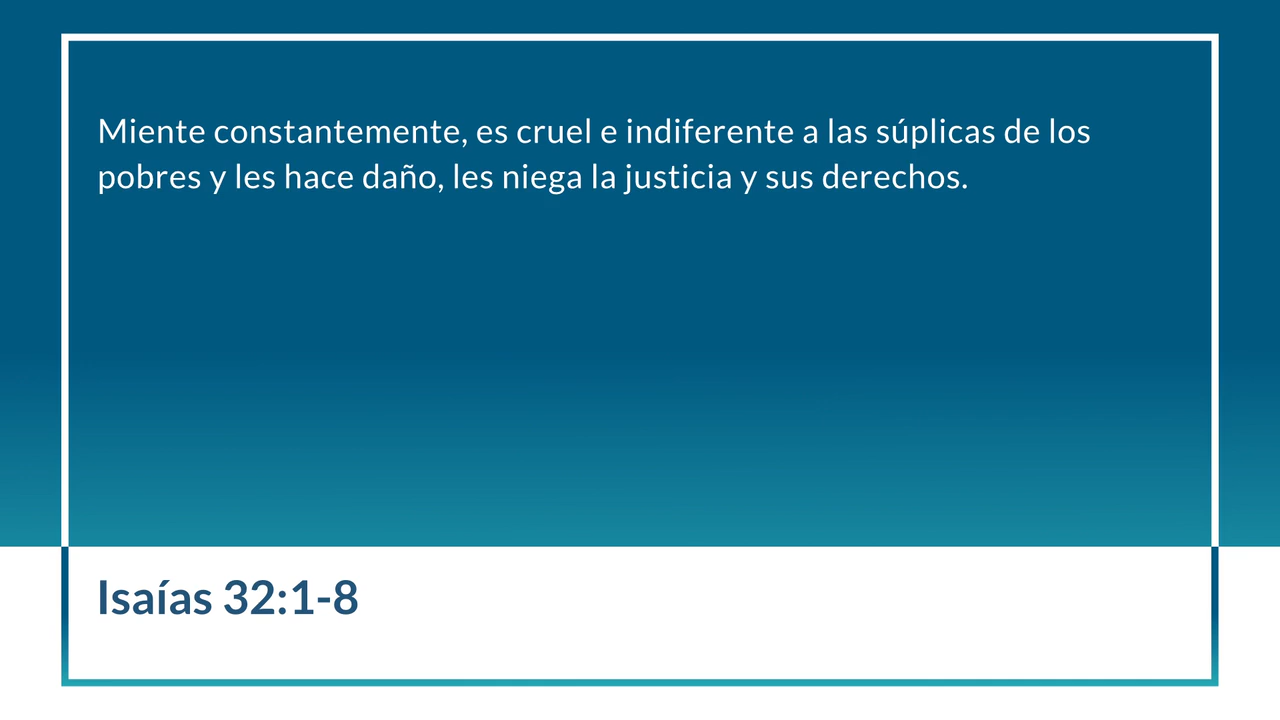 Miente constantemente, es cruel e indiferente a las súplicas de los
pobres y les hace daño, les niega la justicia y sus derechos.
Isaías 32:1-8